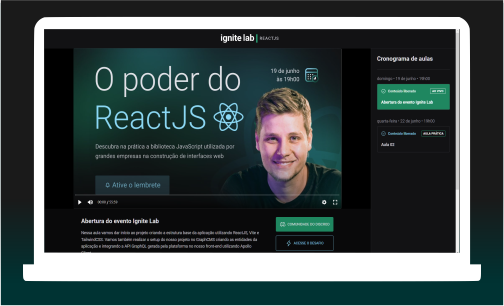 ignite lab | REACTJS
O poder do
ReactJS
19 de junho
às 19h00
Descubra na prática a biblioteca JavaScript utilizada por
grandes empresas na construção de interfaces web
Ative o lembrete
Abertura do evento Ignite Lab
Nessa aula vamos dar início ao projeto criando a estrutura base da aplicação utilizando ReactJS, Vite e
TailwindCSS. Vamos também realizar o setup do nosso projeto no GraphCMS criando as entidades da
aplicação e integrando a API GraphQL gerada pela plataforma no nosso front-end utilizando Apollo
COMUNIDADE DO DISCORD
ACESSE O DESAFIO
Cronograma de aulas
domingo • 19 de junho • 19h00
Conteúdo liberado
AO VIVO
Abertura do evento Ignite Lab
quarta-feira • 22 de junho • 19h00
Conteúdo liberado
AULA PRÁTICA
Aula 02